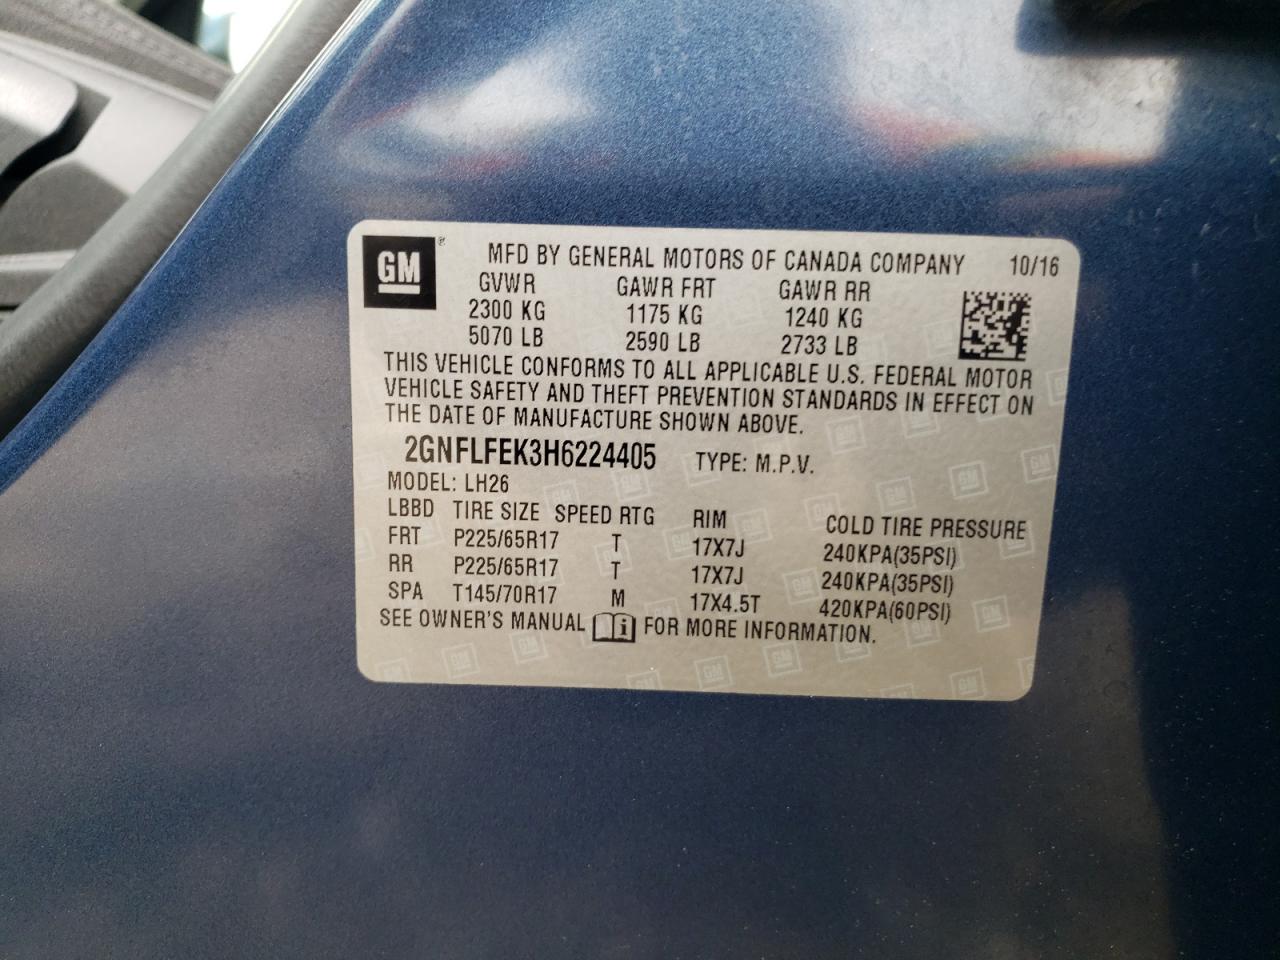 GM ® MFD BY GENERAL MOTORS OF CANADA COMPANY 10/16
GVWR GAWR FRT GAWR RR
2300 KG 1175 KG 1240 KG
5070 LB 2590 LB 2733 LB
THIS VEHICLE CONFORMS TO ALL APPLICABLE U.S. FEDERAL MOTOR
VEHICLE SAFETY AND THEFT PREVENTION STANDARDS IN EFFECT ON
THE DATE OF MANUFACTURE SHOWN ABOVE.
2GNFLFEK3H6224405 TYPE: M.P.V.
MODEL: LH26
LBBD TIRE SIZE SPEED RTG RIM COLD TIRE PRESSURE
FRT P225/65R17 T 17X7J 240KPA(35PSI)
RR P225/65R17 T 17X7J 240KPA(35PSI)
SPA T145/70R17 M 17X4.5T 420KPA(60PSI)
SEE OWNER'S MANUAL i FOR MORE INFORMATION.